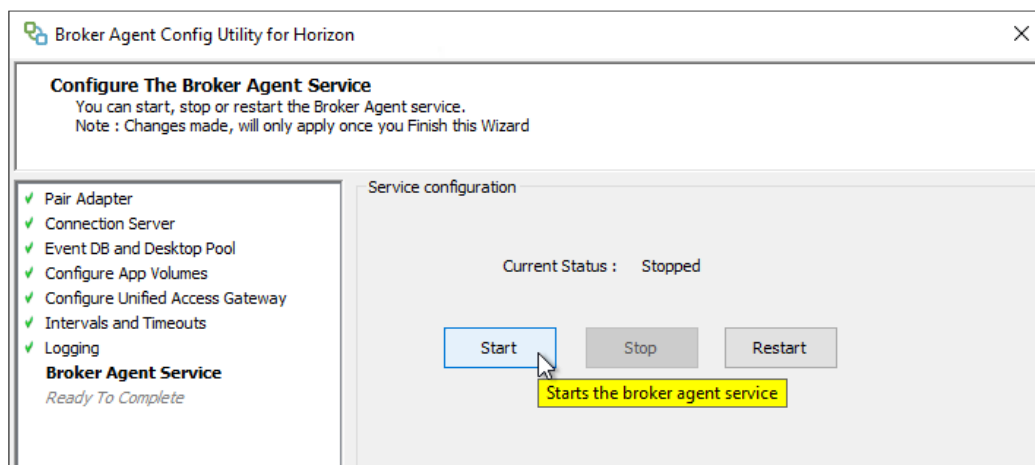 Broker Agent Config Utility for Horizon
Configure The Broker Agent Service
You can start, stop or restart the Broker Agent service.
Note : Changes made, will only apply once you Finish this Wizard
Pair Adapter
Connection Server
Event DB and Desktop Pool
Configure App Volumes
Configure Unified Access Gateway
Intervals and Timeouts
Logging
Broker Agent Service
Ready To Complete
Service configuration
Current Status : Stopped
Start Stop Restart
Starts the broker agent service